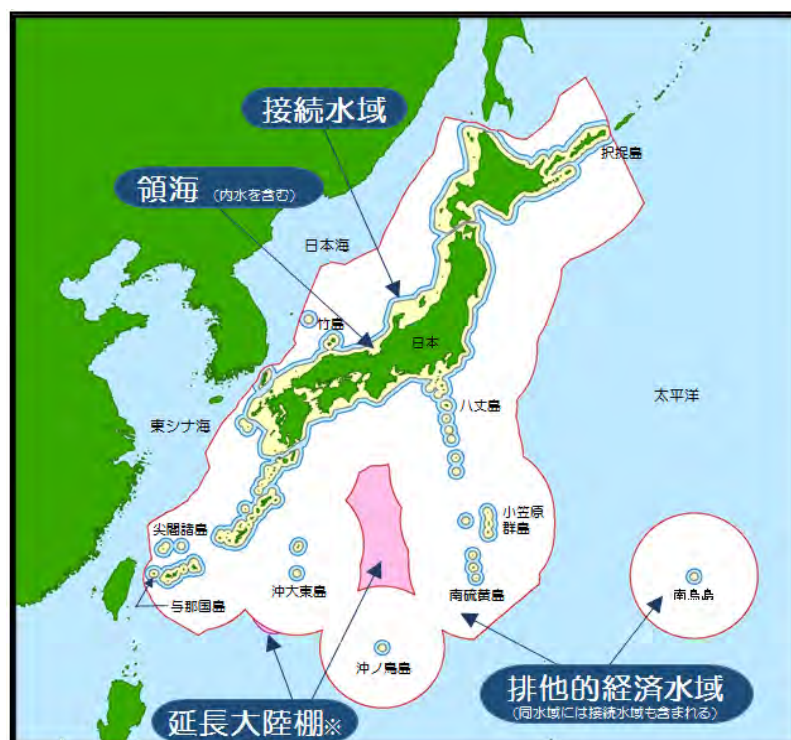 接続水域
択捉島
領海 (内水を含む)
日本海
竹島
日本
太平洋
八丈島
東シナ海
小笠原
群島
尖閣諸島
沖大東島
南硫黄島
南鳥島
与那国島
沖ノ鳥島
排他的経済水域
(同水域には接続水域も含まれる)
延長大陸棚※